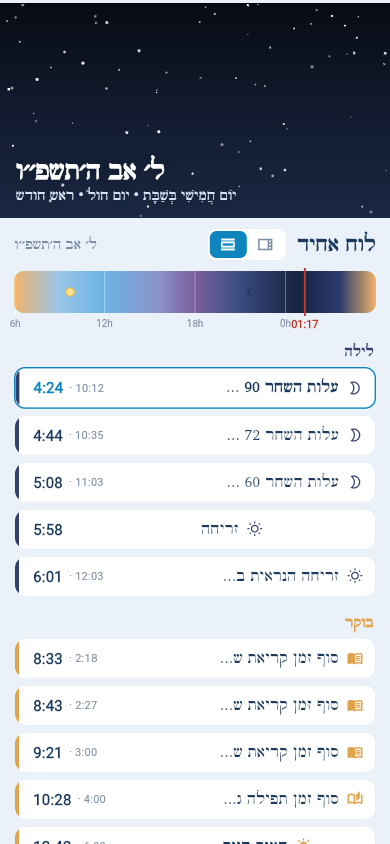 ל׳ אב ה׳תשפ״ו
יוֹם חֲמִישִׁי בְּשַׁבָּת • יום חול • ראש חודש
לוח אחיד
ל׳ אב ה׳תשפ״ו
6h 12h 18h 0h 01:17
לילה
עלות השחר 90 ... 4:24 · 10:12
עלות השחר 72 ... 4:44 · 10:35
עלות השחר 60 ... 5:08 · 11:03
זריחה 5:58
זריחה הנראית ב... 6:01 · 12:03
בוקר
סוף זמן קריאת ש... 8:33 · 2:18
סוף זמן קריאת ש... 8:43 · 2:27
סוף זמן קריאת ש... 9:21 · 3:00
סוף זמן תפילה ג... 10:28 · 4:00